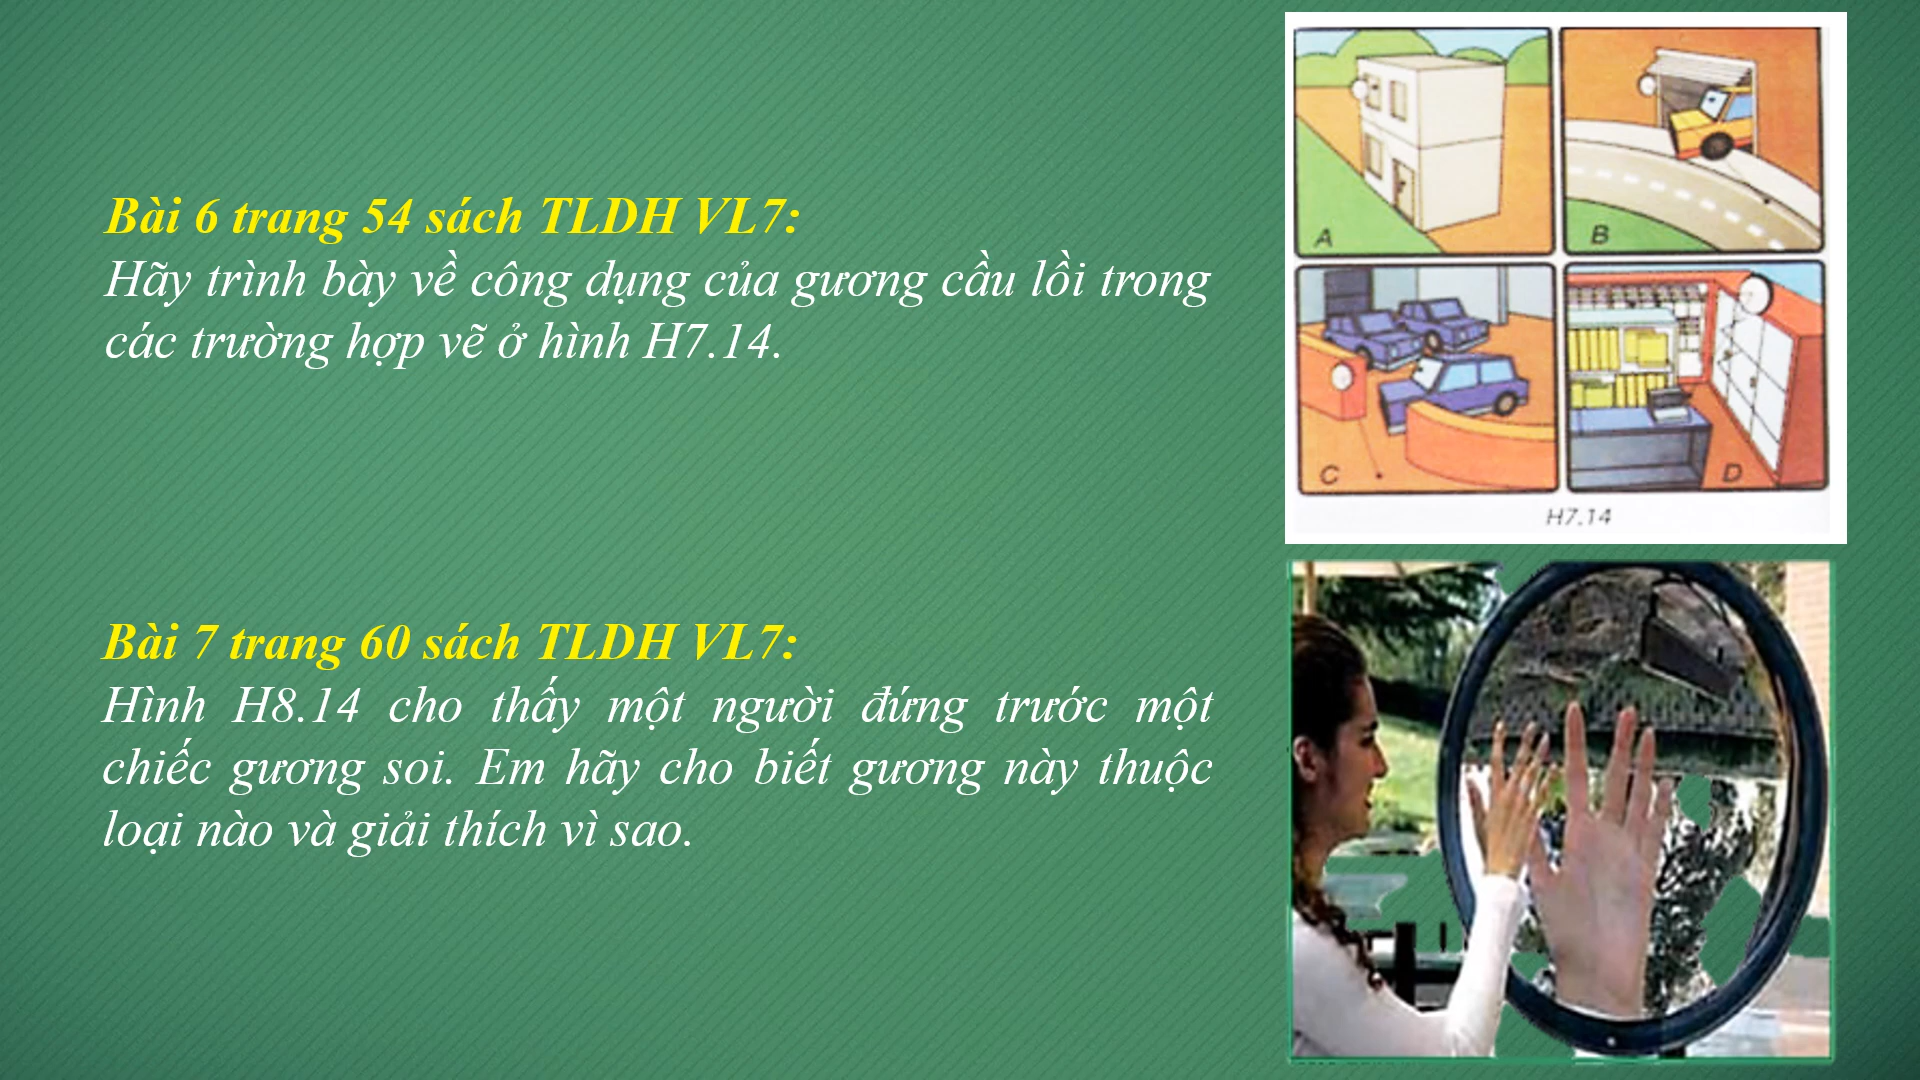 Bài 6 trang 54 sách TLDH VL7:
Hãy trình bày về công dụng của gương cầu lồi trong
các trường hợp vẽ ở hình H7.14.
A
B
C
D
H7.14
Bài 7 trang 60 sách TLDH VL7:
Hình H8.14 cho thấy một người đứng trước một
chiếc gương soi. Em hãy cho biết gương này thuộc
loại nào và giải thích vì sao.